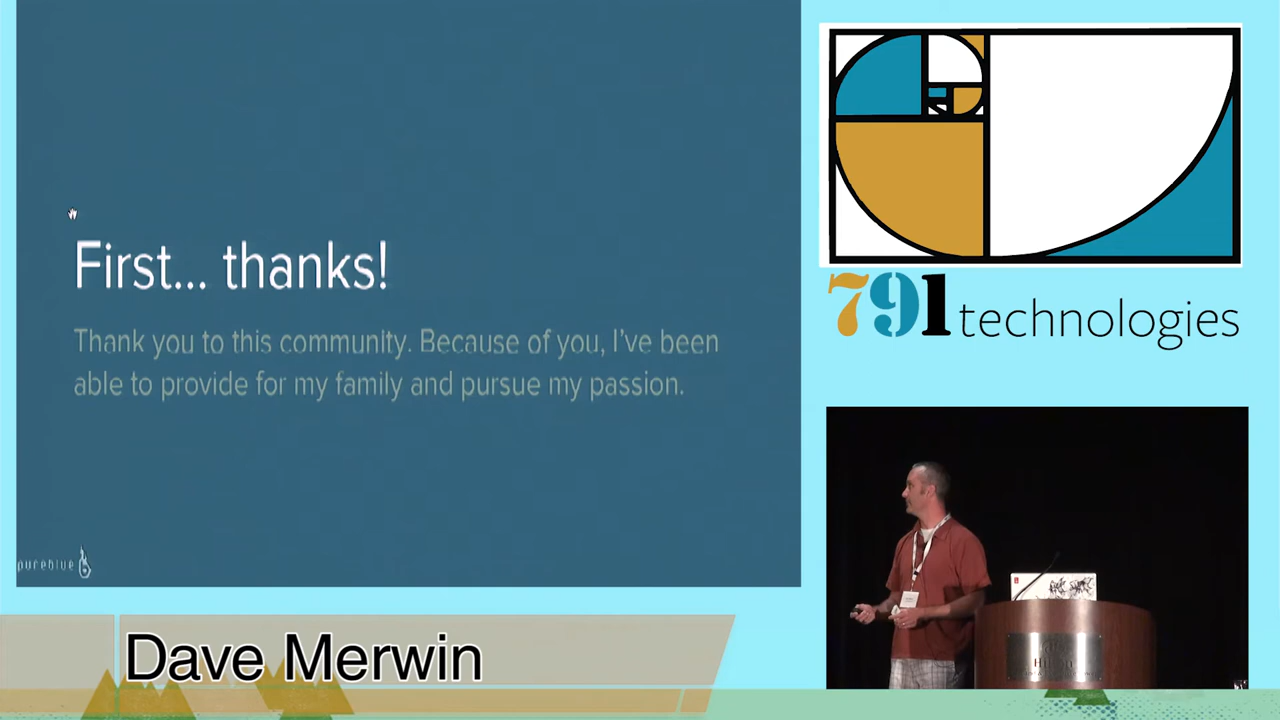 First... thanks!
Thank you to this community. Because of you, I've been
able to provide for my family and pursue my passion.
pureblue
791 technologies
Dave Merwin